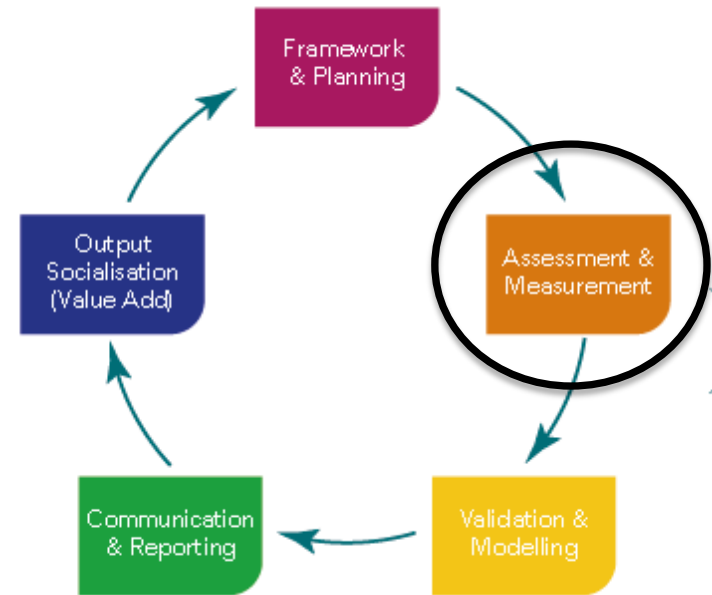 Framework
& Planning
Assessment &
Measurement
Validation &
Modelling
Communication
& Reporting
Output
Socialisation
(Value Add)